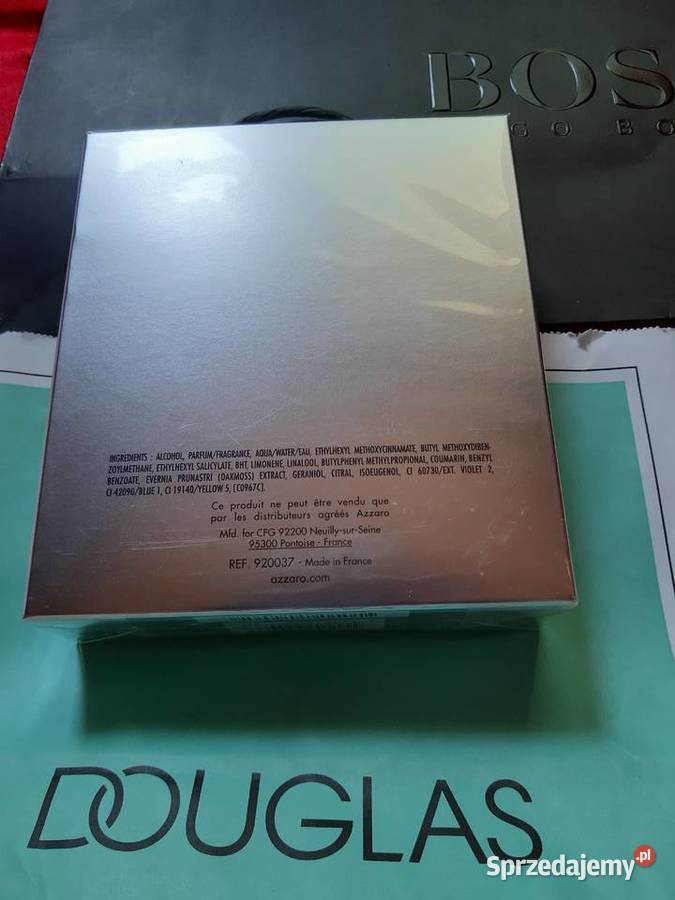 BOS
GO BO
INGREDIENTS : ALCOHOL, PARFUM/FRAGRANCE, AQUA/WATER/EAU, ETHYLHEXYL METHOXYCINNAMATE, BUTYL METHOXYDIBEN-
ZOYLMETHANE, ETHYLHEXYL SALICYLATE, BHT, LIMONENE, LINALOOL, BUTYLPHENYL METHYLPROPIONAL, COUMARIN, BENZYL
BENZOATE, EVERNIA PRUNASTRI (OAKMOSS) EXTRACT, GERANIOL, CITRAL, ISOEUGENOL, CI 60730/EXT. VIOLET 2,
CI 42090/BLUE 1, CI 19140/YELLOW 5, (C0967C).
Ce produit ne peut être vendu que
par les distributeurs agréés Azzaro
Mfd. for CFG 92200 Neuilly-sur-Seine
95300 Pontoise - France
REF. 920037 - Made in France
azzaro.com
DOUGLAS
Sprzedajemy.pl